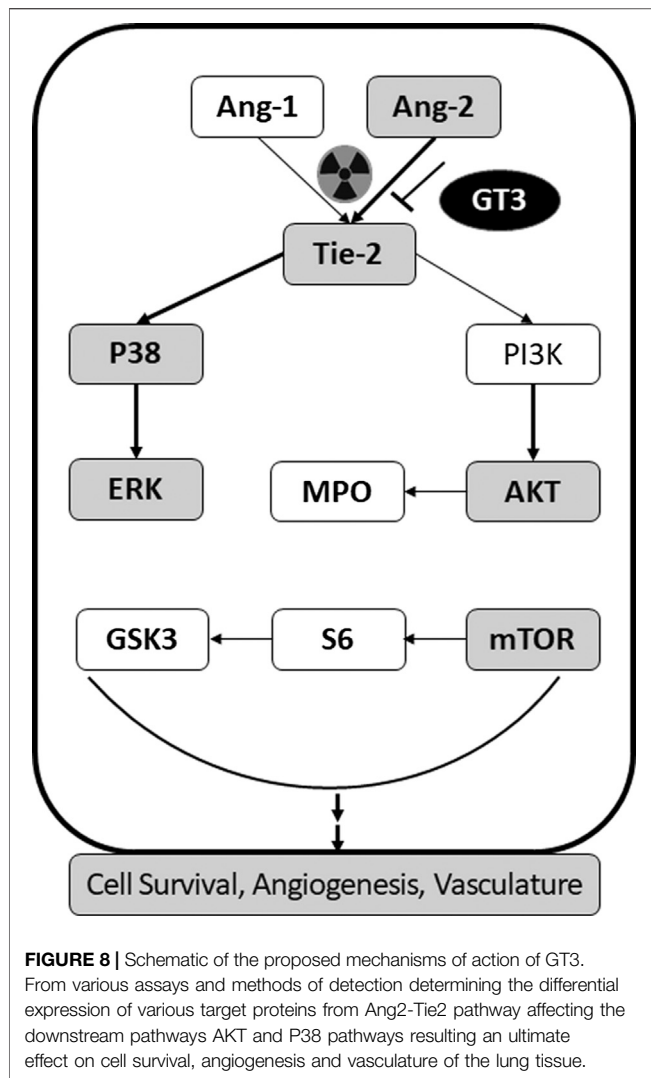 Ang-1 Ang-2
GT3
Tie-2
P38 PI3K
ERK MPO AKT
GSK3 S6 mTOR
Cell Survival, Angiogenesis, Vasculature
FIGURE 8 | Schematic of the proposed mechanisms of action of GT3.
From various assays and methods of detection determining the differential
expression of various target proteins from Ang2-Tie2 pathway affecting the
downstream pathways AKT and P38 pathways resulting an ultimate
effect on cell survival, angiogenesis and vasculature of the lung tissue.